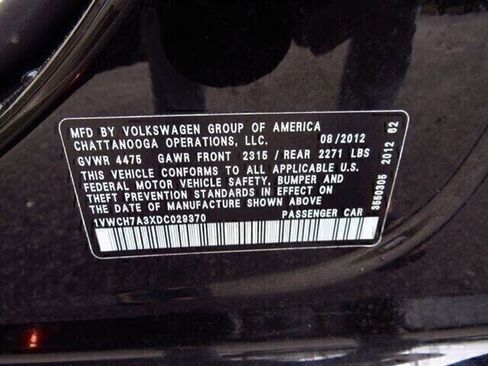 MFD BY VOLKSWAGEN GROUP OF AMERICA
CHATTANOOGA OPERATIONS, LLC. 08/2012
GVWR 4475 GAWR FRONT 2315 / REAR 2271 LBS
THIS VEHICLE CONFORMS TO ALL APPLICABLE U.S.
FEDERAL MOTOR VEHICLE SAFETY, BUMPER AND
THEFT PREVENTION STANDARDS IN EFFECT ON
THE DATE OF MANUFACTURE SHOWN ABOVE
1VWCH7A3XDC029370 PASSENGER CAR
3550305 2012 62